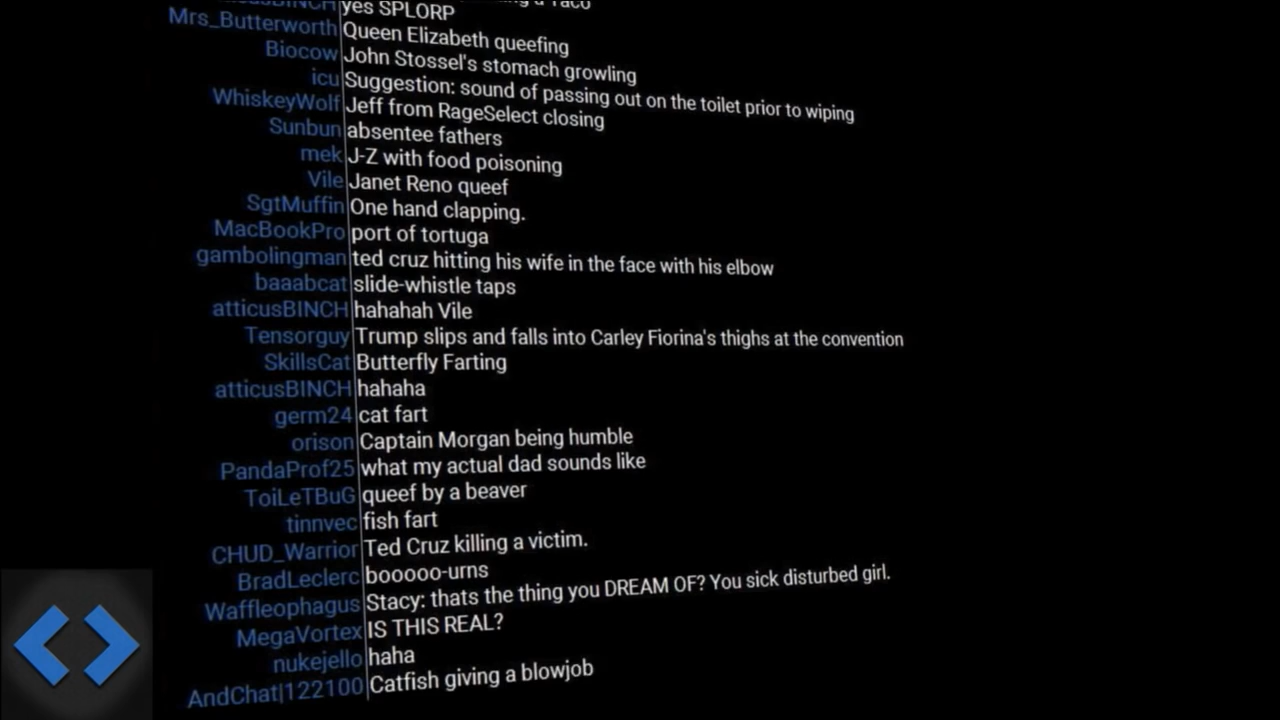 yes SPLORP
Mrs_Butterworth Queen Elizabeth queefing
Biocow John Stossel's stomach growling
icu Suggestion: sound of passing out on the toilet prior to wiping
WhiskeyWolf Jeff from RageSelect closing
Sunbun absentee fathers
mek J-Z with food poisoning
Vile Janet Reno queef
SgtMuffin One hand clapping.
MacBookPro port of tortuga
gambolingman ted cruz hitting his wife in the face with his elbow
baaabcat slide-whistle taps
atticusBINCH hahahah Vile
Tensorguy Trump slips and falls into Carley Fiorina's thighs at the convention
SkillsCat Butterfly Farting
atticusBINCH hahaha
germ24 cat fart
orison Captain Morgan being humble
PandaProf25 what my actual dad sounds like
ToiLeTBuG queef by a beaver
tinnvec fish fart
CHUD_Warrior Ted Cruz killing a victim.
BradLeclerc booooo-urns
Waffleophagus Stacy: thats the thing you DREAM OF? You sick disturbed girl.
MegaVortex IS THIS REAL?
nukejello haha
AndChat|122100 Catfish giving a blowjob